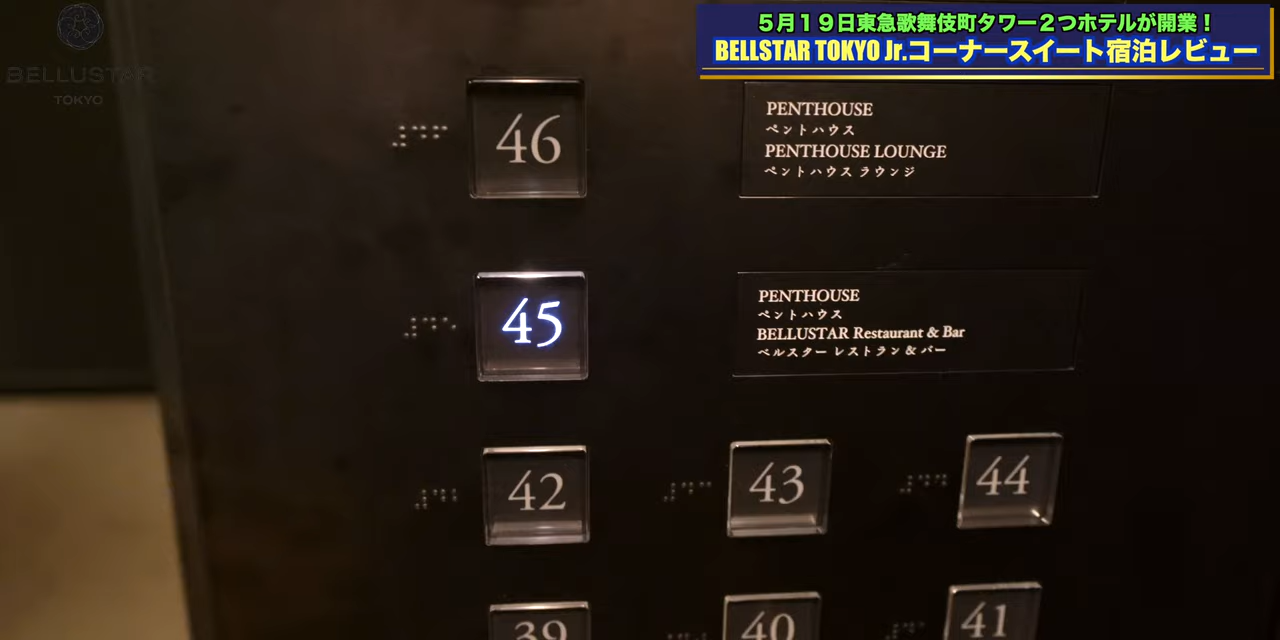 BELLUSTAR
TOKYO
5月19日東急歌舞伎町タワー2つホテルが開業！
BELLSTAR TOKYO Jr.コーナースイート宿泊レビュー
46
PENTHOUSE
ペントハウス
PENTHOUSE LOUNGE
ペントハウス ラウンジ
45
PENTHOUSE
ペントハウス
BELLUSTAR Restaurant & Bar
ベルスター レストラン & バー
42
43
44
39
40
41